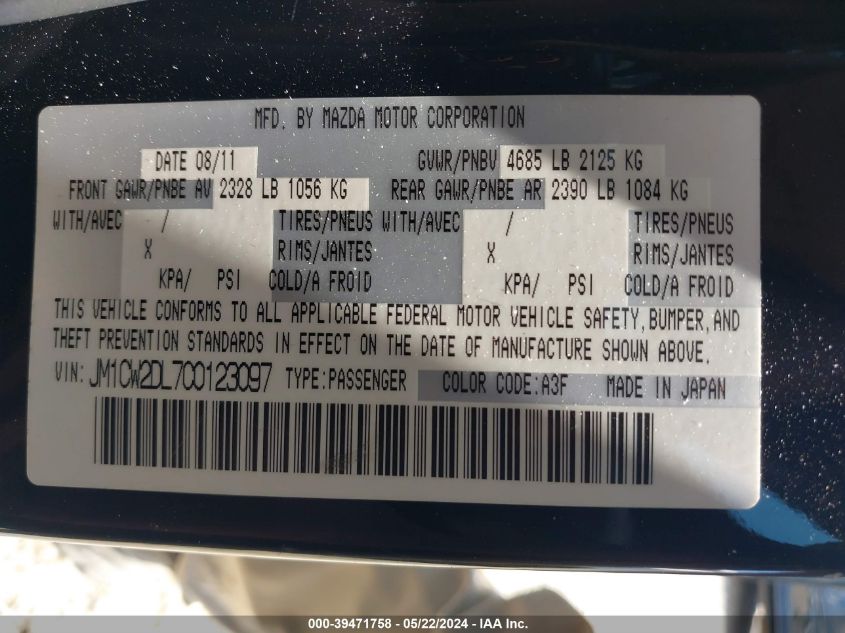 MFD. BY MAZDA MOTOR CORPORATION
DATE 08/11 GVWR/PNBV 4685 LB 2125 KG
FRONT GAWR/PNBE AV 2328 LB 1056 KG REAR GAWR/PNBE AR 2390 LB 1084 KG
WITH/AVEC / TIRES/PNEUS WITH/AVEC / TIRES/PNEUS
X RIMS/JANTES X RIMS/JANTES
KPA/ PSI COLD/A FROID KPA/ PSI COLD/A FROID
THIS VEHICLE CONFORMS TO ALL APPLICABLE FEDERAL MOTOR VEHICLE SAFETY, BUMPER, AND
THEFT PREVENTION STANDARDS IN EFFECT ON THE DATE OF MANUFACTURE SHOWN ABOVE.
VIN: JM1CW2DL7C0123097 TYPE:PASSENGER COLOR CODE:A3F MADE IN JAPAN
000-39471758 - 05/22/2024 - IAA Inc.